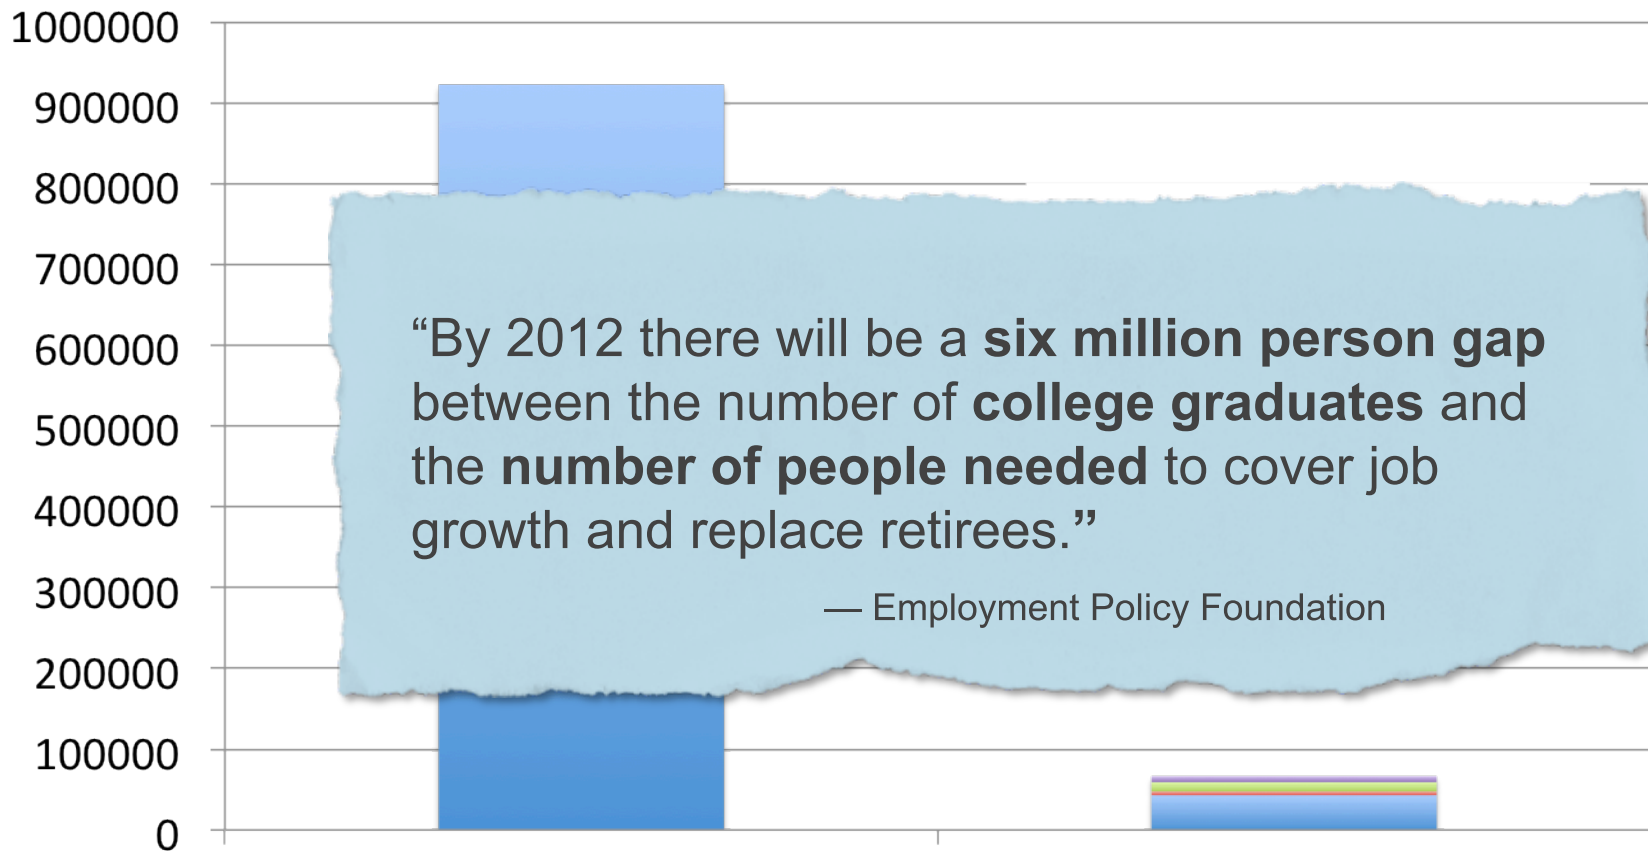 1000000
900000
800000
700000
600000
500000
400000
300000
200000
100000
0
“By 2012 there will be a six million person gap
between the number of college graduates and
the number of people needed to cover job
growth and replace retirees.”
— Employment Policy Foundation